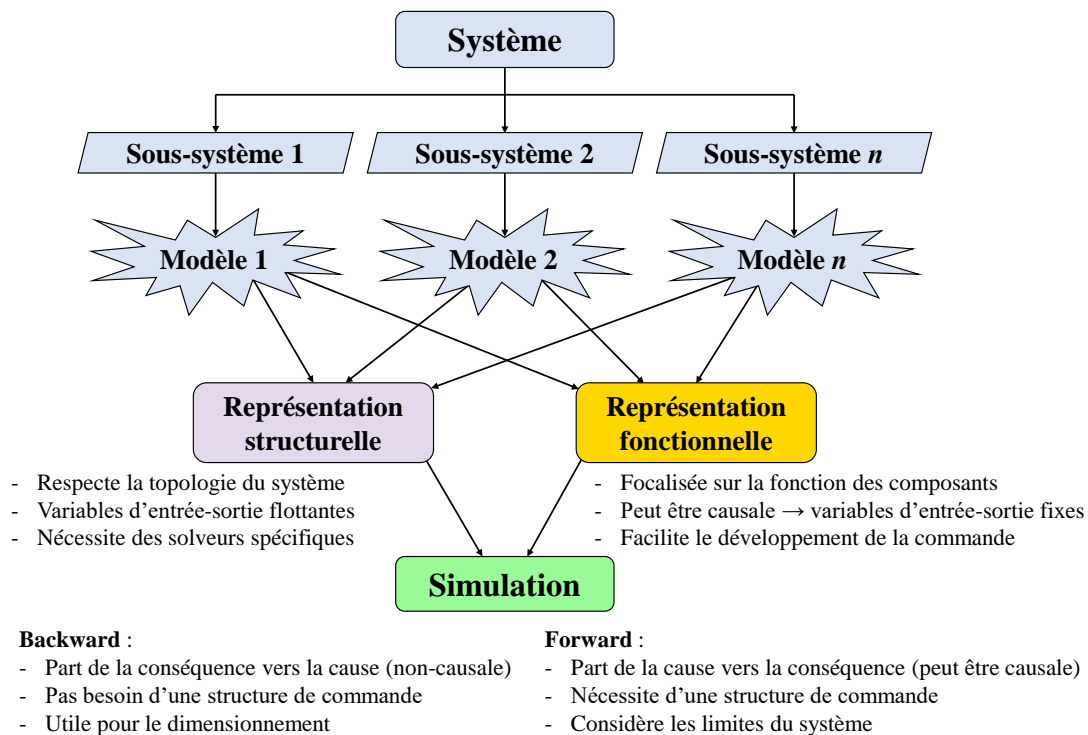 Système
Sous-système 1
Sous-système 2
Sous-système n
Modèle 1
Modèle 2
Modèle n
Représentation
structurelle
Représentation
fonctionnelle
- Respecte la topologie du système
- Variables d’entrée-sortie flottantes
- Nécessite des solveurs spécifiques
- Focalisée sur la fonction des composants
- Peut être causale → variables d’entrée-sortie fixes
- Facilite le développement de la commande
Simulation
Backward :
- Part de la conséquence vers la cause (non-causale)
- Pas besoin d’une structure de commande
- Utile pour le dimensionnement
Forward :
- Part de la cause vers la conséquence (peut être causale)
- Nécessite d’une structure de commande
- Considère les limites du système